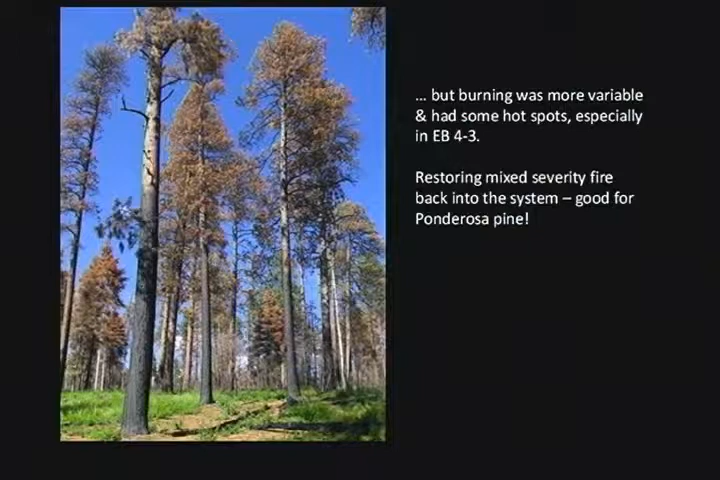 ... but burning was more variable
& had some hot spots, especially
in EB 4-3.
Restoring mixed severity fire
back into the system – good for
Ponderosa pine!